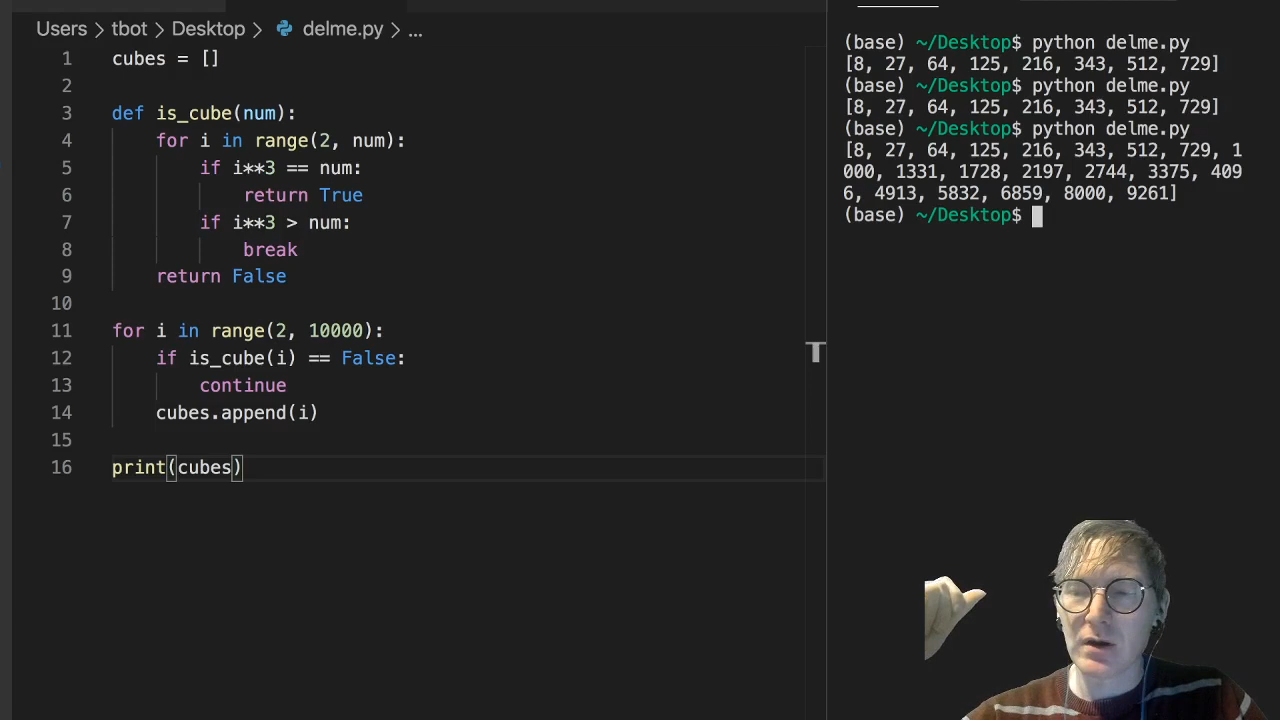 Users > tbot > Desktop > delme.py > ...
1 cubes = []
2
3 def is_cube(num):
4 for i in range(2, num):
5 if i**3 == num:
6 return True
7 if i**3 > num:
8 break
9 return False
10
11 for i in range(2, 10000):
12 if is_cube(i) == False:
13 continue
14 cubes.append(i)
15
16 print(cubes)
(base) ~/Desktop$ python delme.py
[8, 27, 64, 125, 216, 343, 512, 729]
(base) ~/Desktop$ python delme.py
[8, 27, 64, 125, 216, 343, 512, 729]
(base) ~/Desktop$ python delme.py
[8, 27, 64, 125, 216, 343, 512, 729, 1
000, 1331, 1728, 2197, 2744, 3375, 409
6, 4913, 5832, 6859, 8000, 9261]
(base) ~/Desktop$